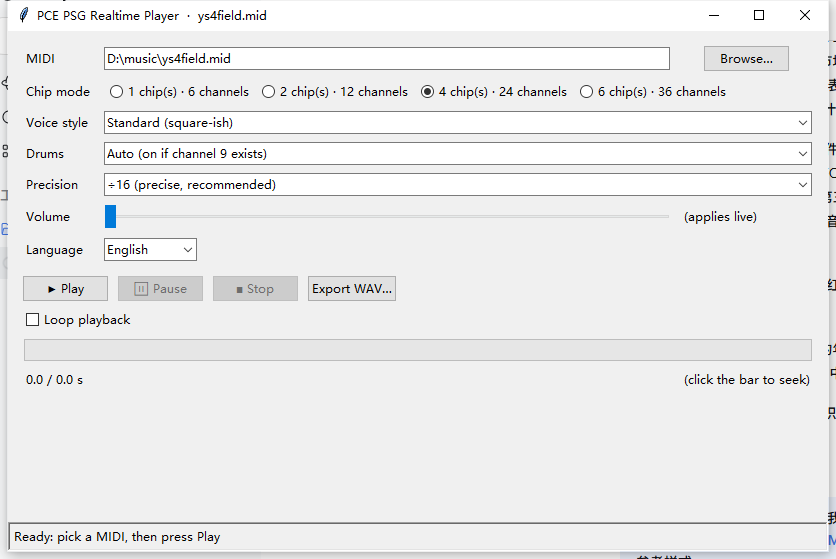 PCE PSG Realtime Player · ys4field.mid
MIDI D:\music\ys4field.mid Browse...
Chip mode 1 chip(s) · 6 channels 2 chip(s) · 12 channels 4 chip(s) · 24 channels 6 chip(s) · 36 channels
Voice style Standard (square-ish)
Drums Auto (on if channel 9 exists)
Precision ÷16 (precise, recommended)
Volume (applies live)
Language English
► Play Pause ■ Stop Export WAV...
Loop playback
0.0 / 0.0 s (click the bar to seek)
Ready: pick a MIDI, then press Play